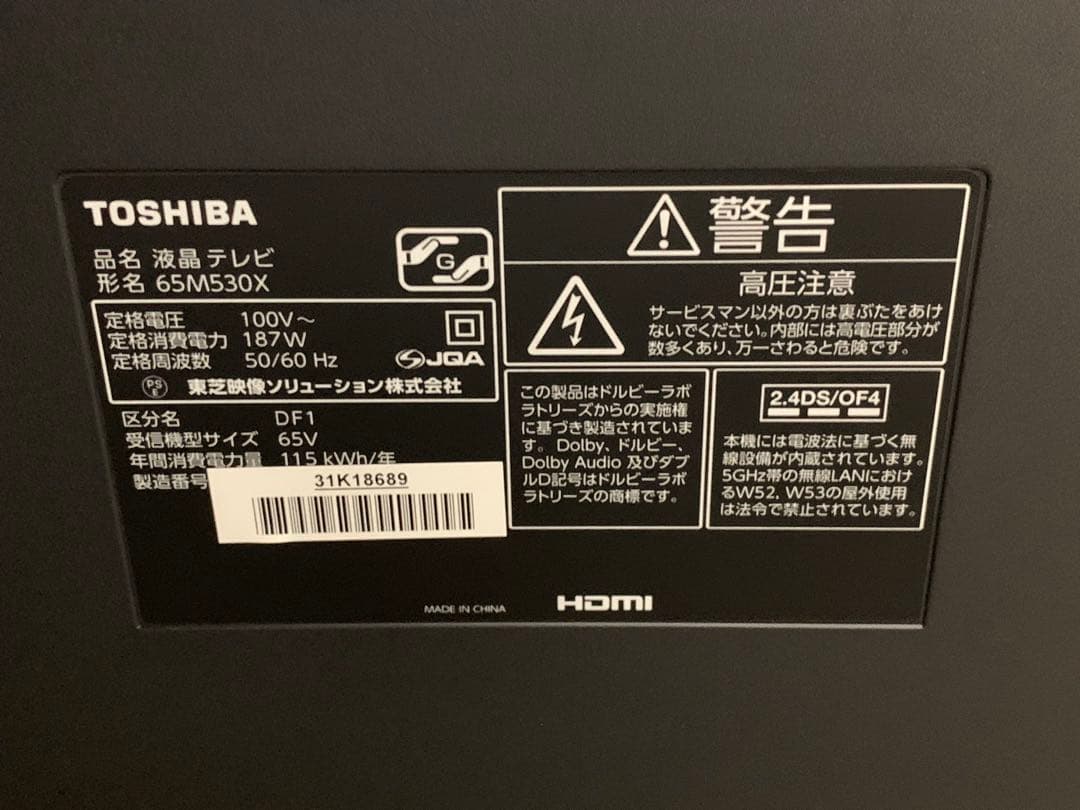 TOSHIBA
品名 液晶テレビ
形名 65M530X
G
定格電圧 100V～
定格消費電力 187W
定格周波数 50/60 Hz
JQA
PS
E
東芝映像ソリューション株式会社
区分名 DF1
受信機型サイズ 65V
年間消費電力量 115 kWh/年
製造番号
31K18689
警告
高圧注意
サービスマン以外の方は裏ぶたをあけ
ないでください。内部には高電圧部分が
数多くあり、万一さわると危険です。
この製品はドルビーラボ
ラトリーズからの実施権
に基づき製造されていま
す。Dolby、ドルビー、
Dolby Audio 及びダブ
ルD記号はドルビーラボ
ラトリーズの商標です。
2.4DS/OF4
本機には電波法に基づく無
線設備が内蔵されています。
5GHz帯の無線LANにおけ
るW52, W53の屋外使用
は法令で禁止されています。
MADE IN CHINA
HDMI